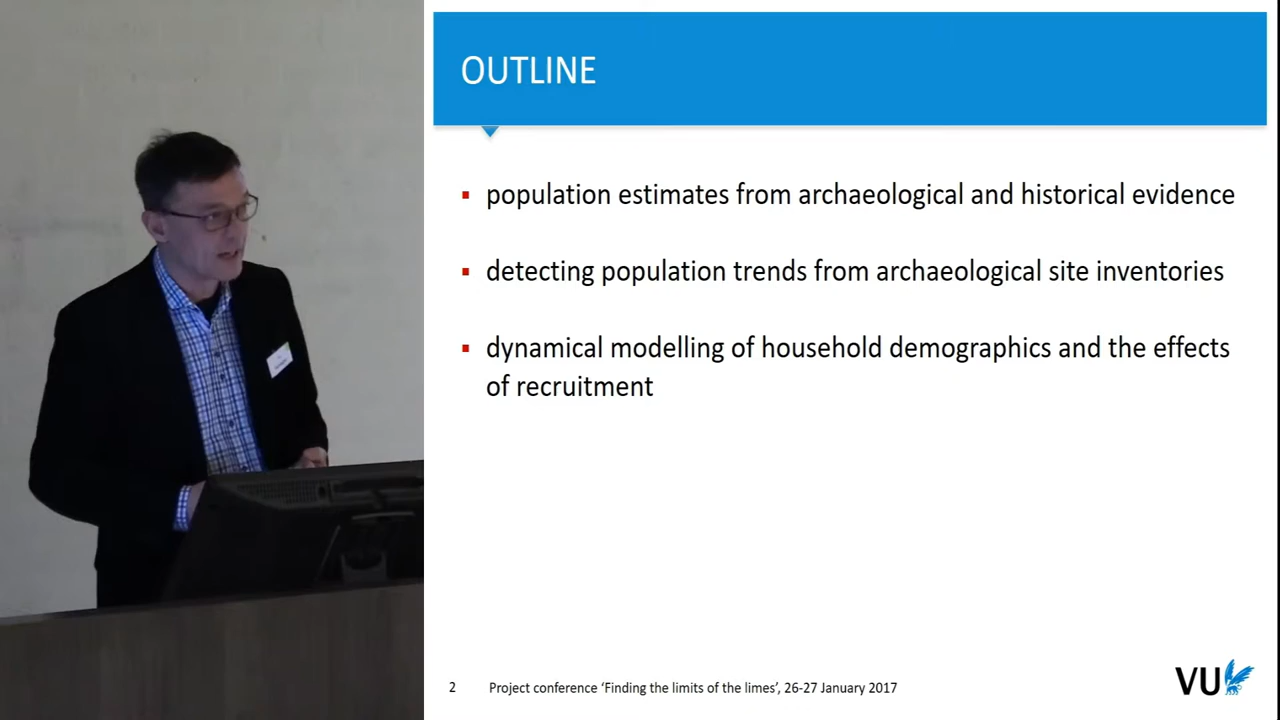 OUTLINE
▪ population estimates from archaeological and historical evidence
▪ detecting population trends from archaeological site inventories
▪ dynamical modelling of household demographics and the effects
of recruitment
2 Project conference ‘Finding the limits of the limes’, 26-27 January 2017
VU